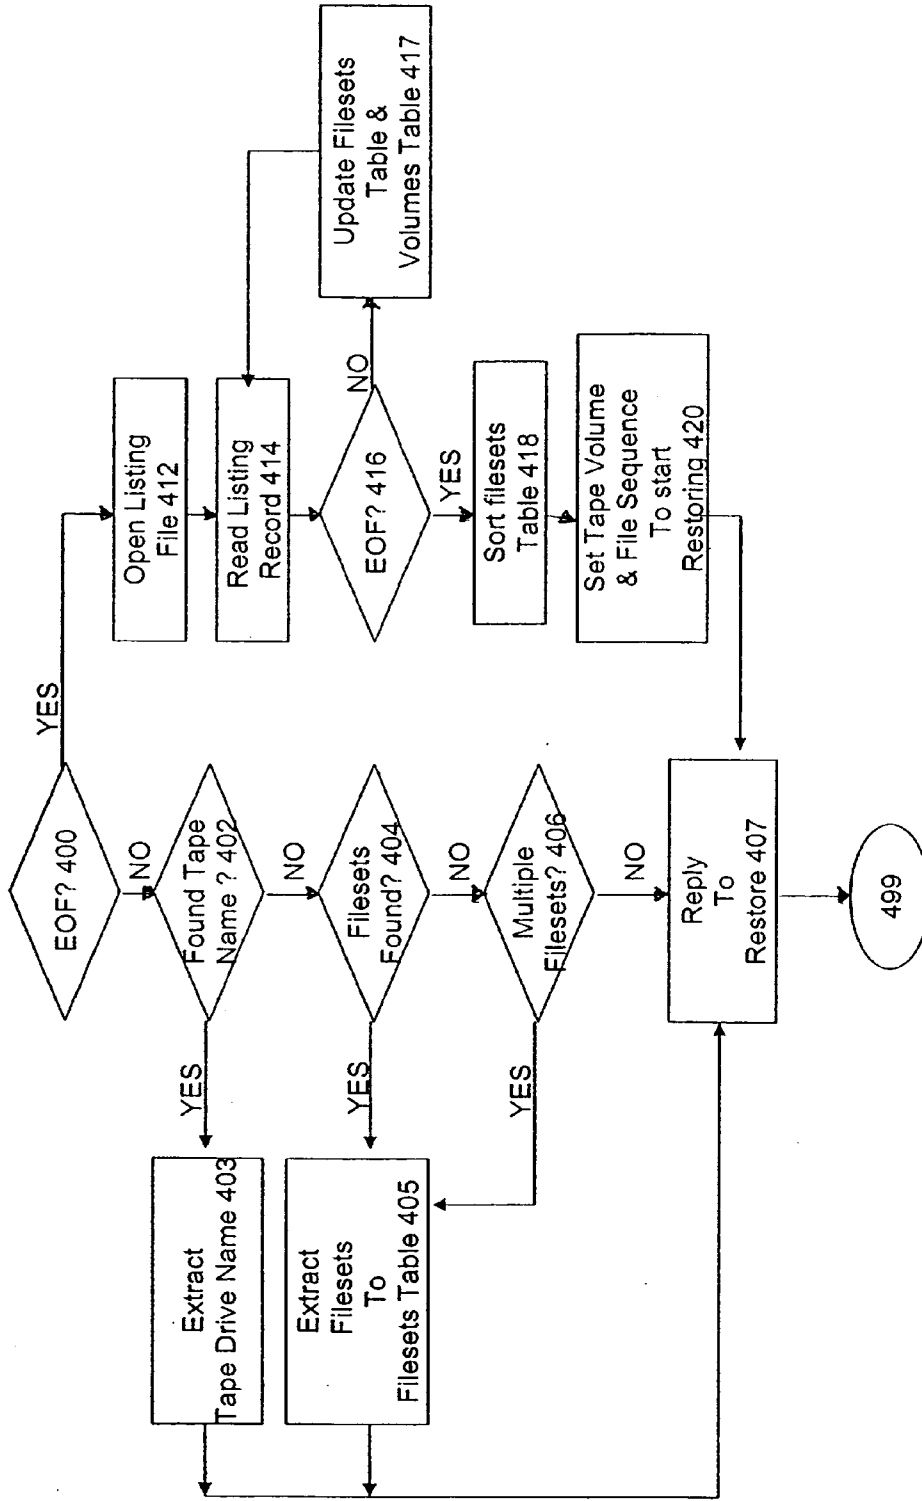 EOF? 400
YES
NO
Found Tape
Name ? 402
YES
NO
Extract
Tape Drive Name 403
Filesets
Found? 404
YES
NO
Extract
Filesets
To
Filesets Table 405
Multiple
Filesets? 406
YES
NO
Reply
To
Restore 407
499
Open Listing
File 412
Read Listing
Record 414
EOF? 416
NO
YES
Update Filesets
Table &
Volumes Table 417
Sort filesets
Table 418
Set Tape Volume
& File Sequence
To start
Restoring 420